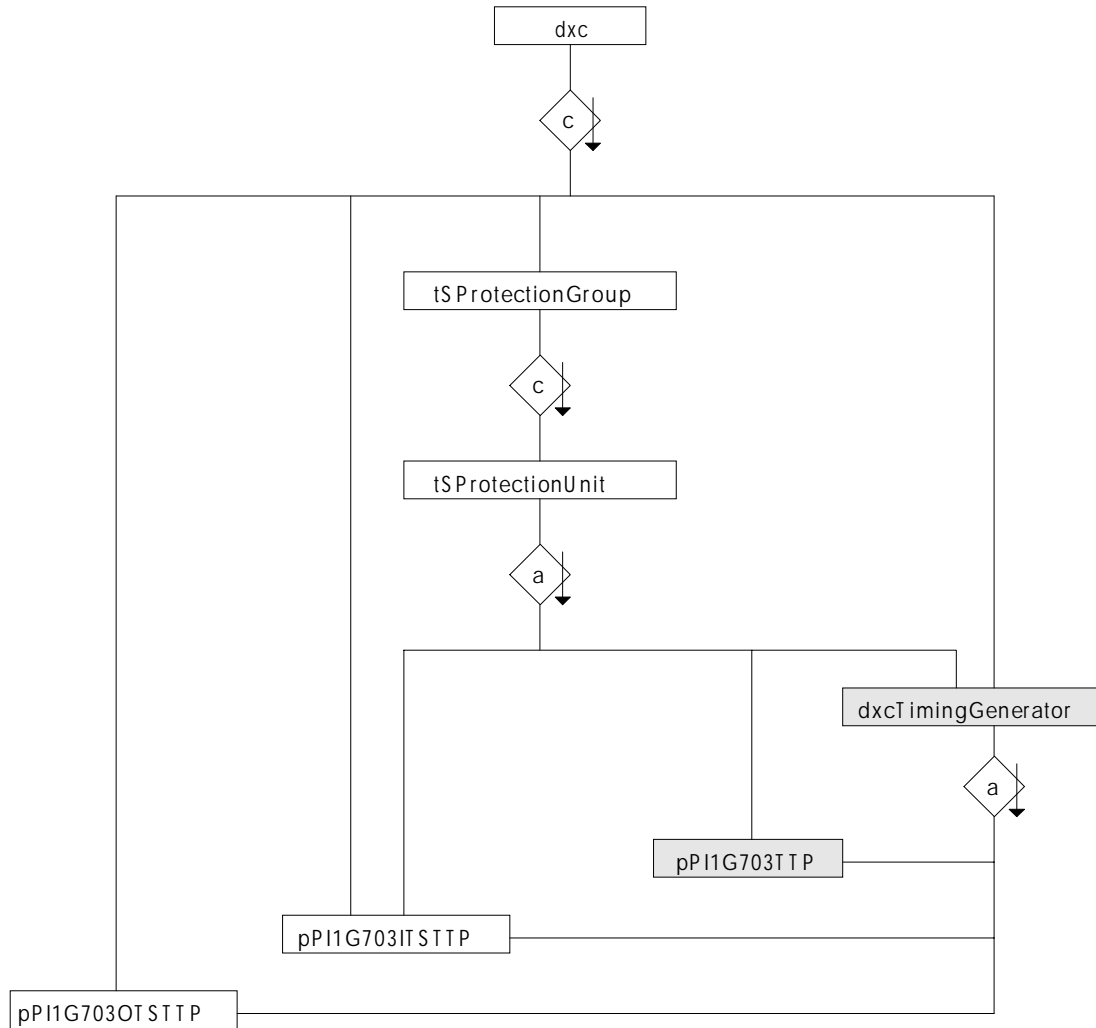 dxc
c
tSProtectionGroup
c
tSProtectionUnit
a
dxcTimingGenerator
a
pPI1G703TTP
pPI1G703ITSTTP
pPI1G703OTSTTP